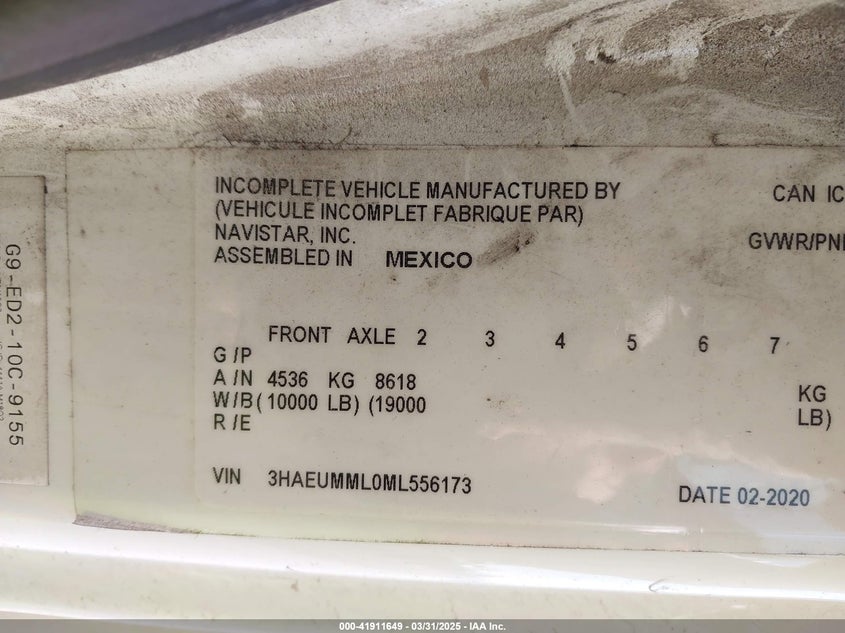 INCOMPLETE VEHICLE MANUFACTURED BY
(VEHICULE INCOMPLET FABRIQUE PAR)
NAVISTAR, INC.
ASSEMBLED IN MEXICO
CAN IC
GVWR/PN
FRONT AXLE 2 3 4 5 6 7
G /P
A /N 4536 KG 8618 KG
W/B (10000 LB) (19000 LB)
R /E
VIN 3HAEUMML0ML556173
DATE 02-2020
G9-ED2-10C-9155
000-41911649 - 03/31/2025 - IAA Inc.